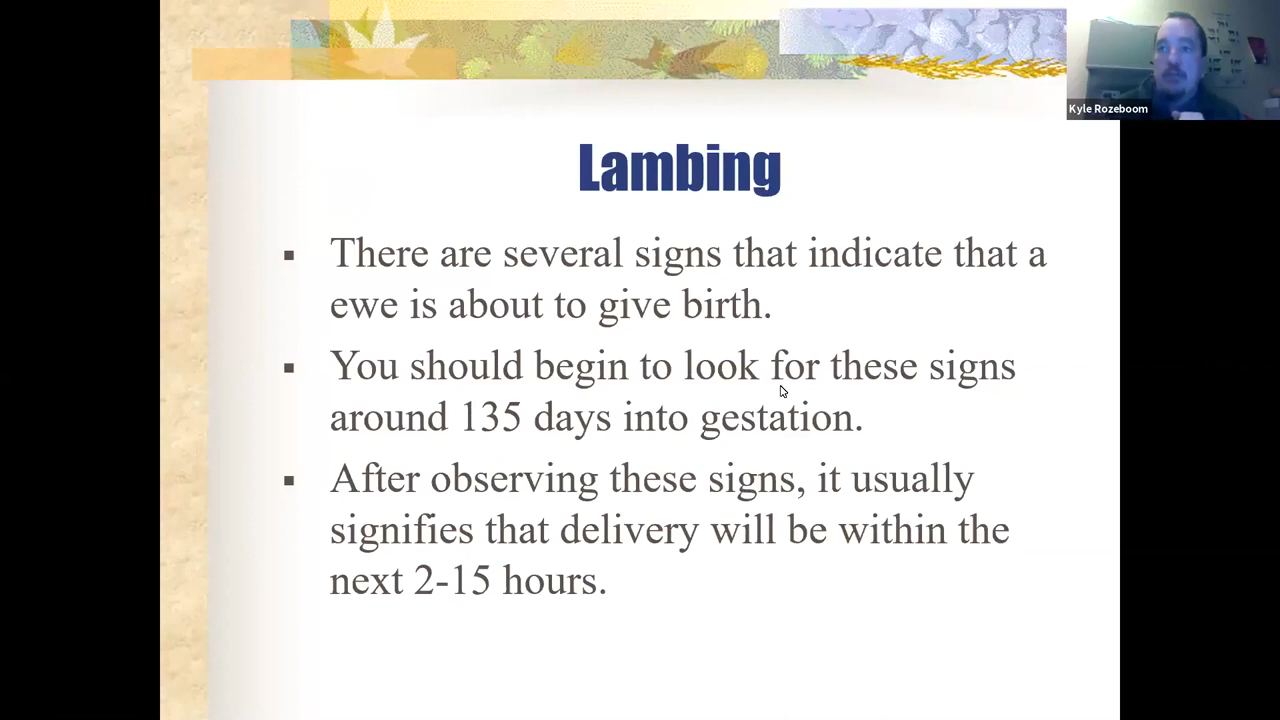 Kyle Rozeboom
Lambing
▪ There are several signs that indicate that a
ewe is about to give birth.
▪ You should begin to look for these signs
around 135 days into gestation.
▪ After observing these signs, it usually
signifies that delivery will be within the
next 2-15 hours.